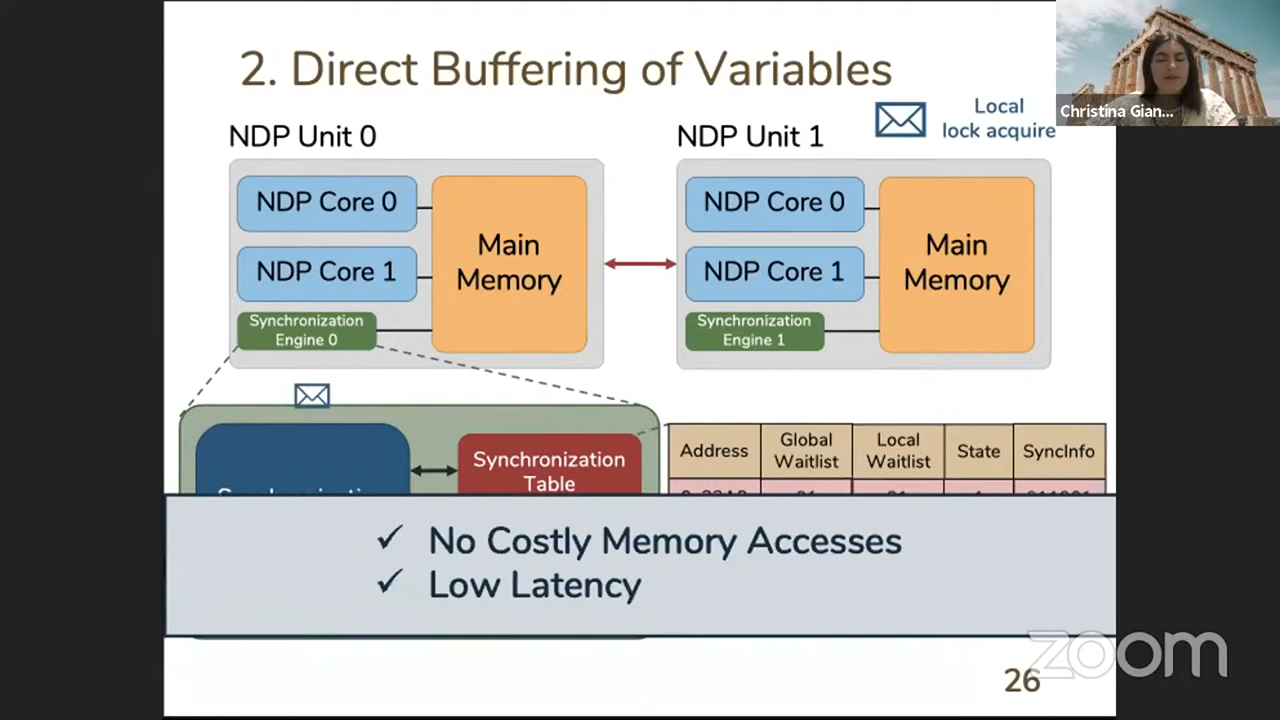 2. Direct Buffering of Variables
Christina Gian...
Local
lock acquire
NDP Unit 0
NDP Unit 1
NDP Core 0
NDP Core 1
Synchronization
Engine 0
Main
Memory
NDP Core 0
NDP Core 1
Synchronization
Engine 1
Main
Memory
Synchronization
Table
Address
Global
Waitlist
Local
Waitlist
State
SyncInfo
✓ No Costly Memory Accesses
✓ Low Latency
zoom
26